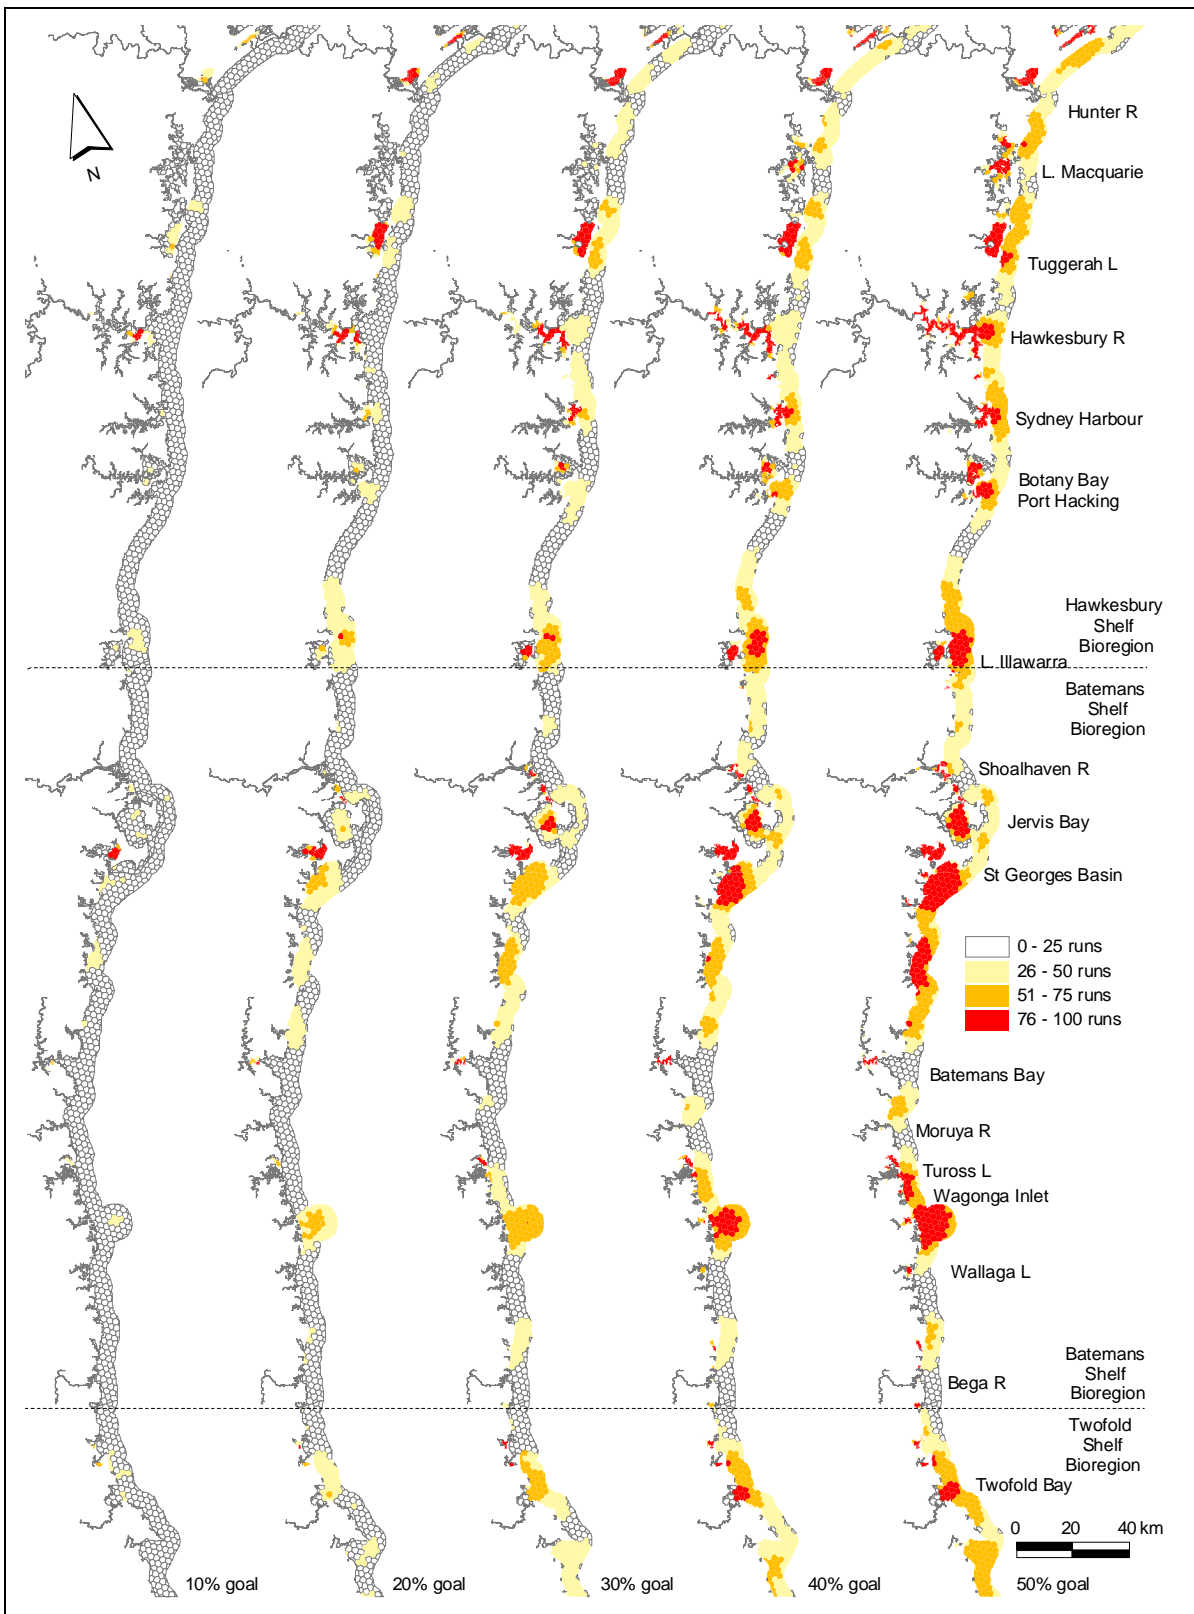 N
Hunter R
L. Macquarie
Tuggerah L
Hawkesbury R
Sydney Harbour
Botany Bay
Port Hacking
Hawkesbury
Shelf
Bioregion
L. Illawarra
Batemans
Shelf
Bioregion
Shoalhaven R
Jervis Bay
St Georges Basin
0 - 25 runs
26 - 50 runs
51 - 75 runs
76 - 100 runs
Batemans Bay
Moruya R
Tuross L
Wagonga Inlet
Wallaga L
Batemans
Shelf
Bioregion
Bega R
Twofold
Shelf
Bioregion
Twofold Bay
0 20 40 km
10% goal 20% goal 30% goal 40% goal 50% goal